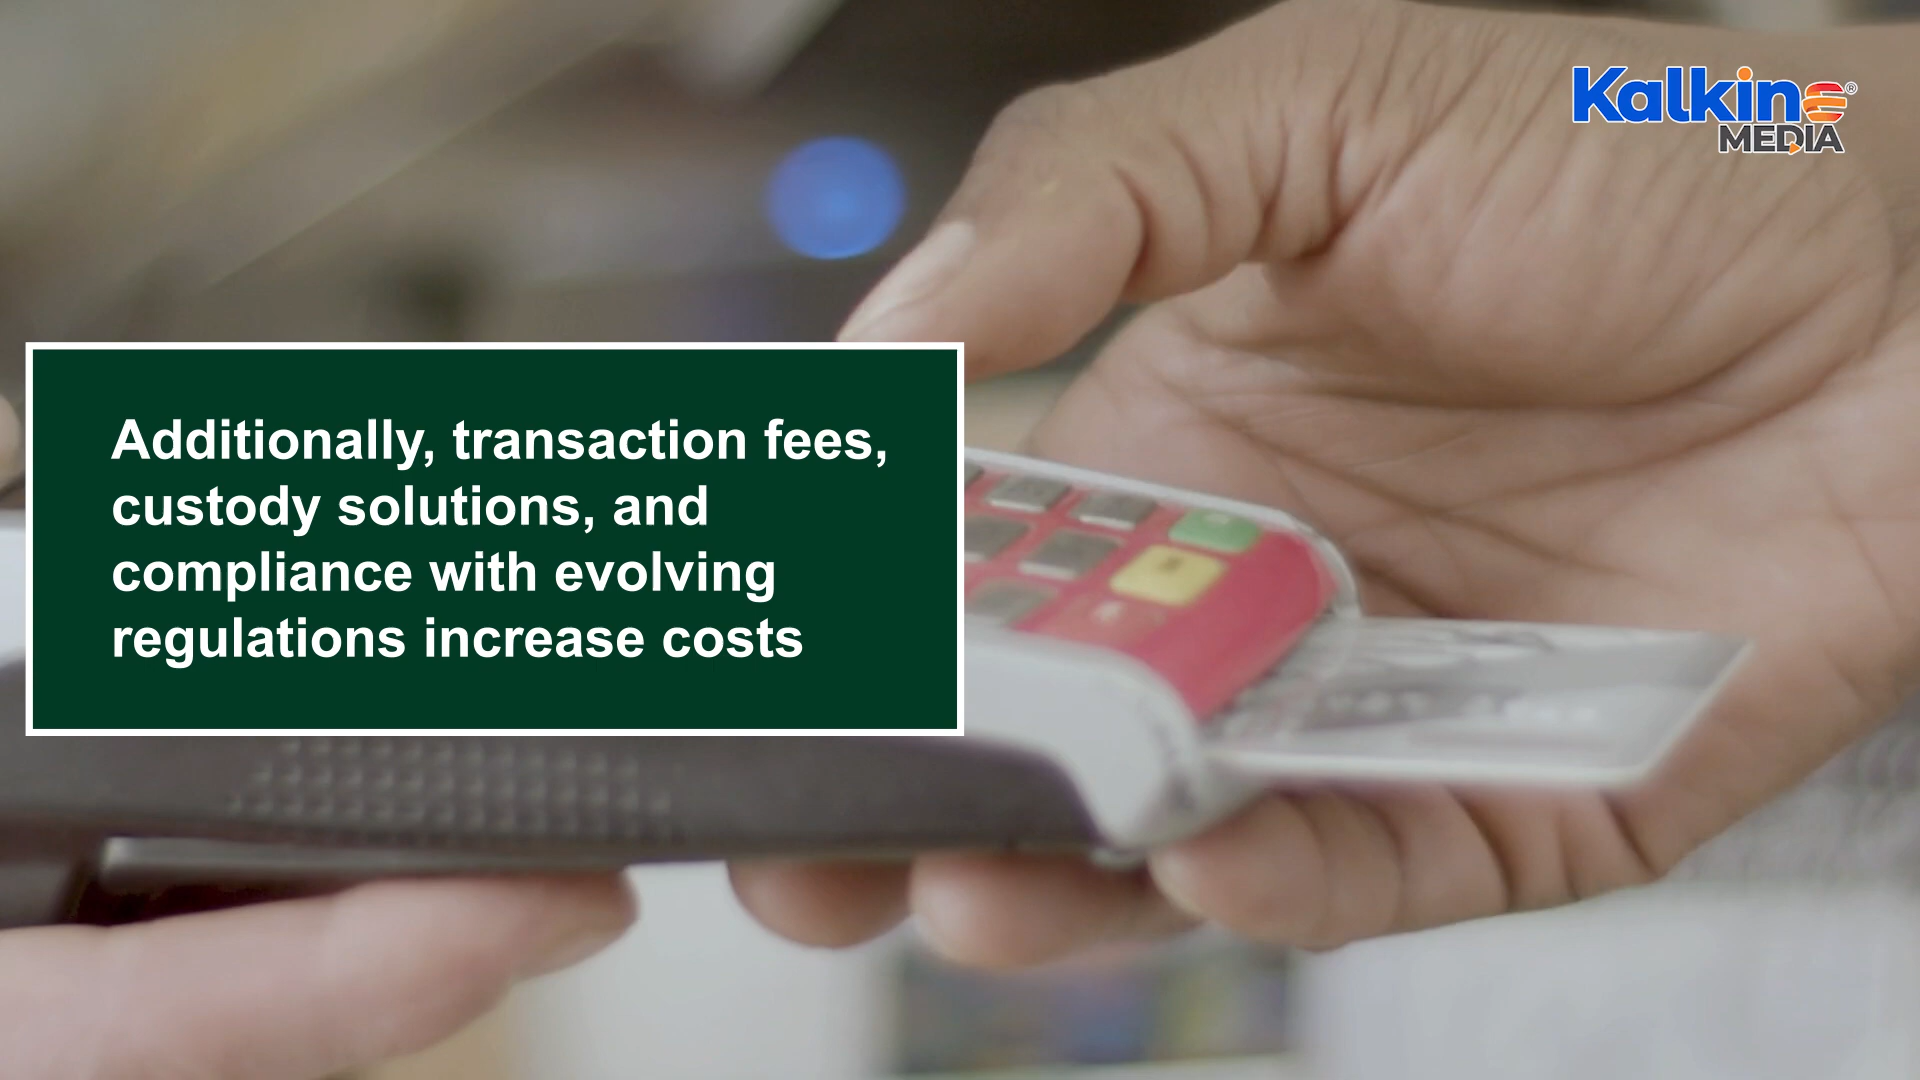 Kalkine®
MEDIA
Additionally, transaction fees,
custody solutions, and
compliance with evolving
regulations increase costs